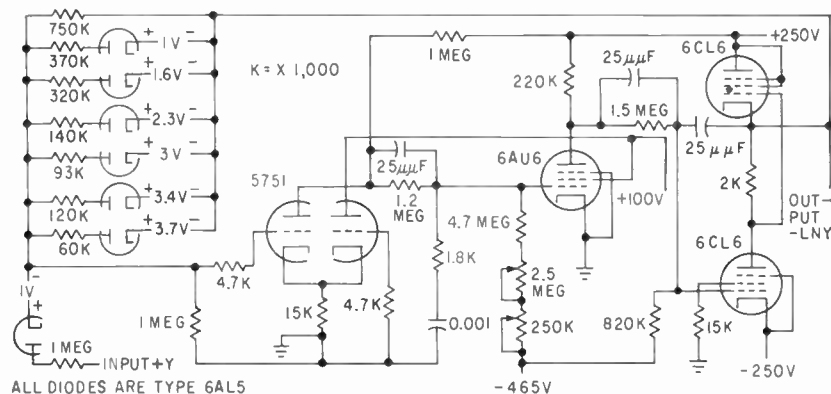 750K
370K
1V
320K
1.6V
140K
2.3V
93K
3V
120K
3.4V
60K
3.7V
K = X 1,000
1 MEG
+250V
6CL6
25µµF
220K
1.5 MEG
25µµF
6AU6
+100V
25µµF
5751
1.2
MEG
2K
OUT-
PUT
-LNY
6CL6
4.7 MEG
4.7K
1.8K
2.5
MEG
1V
1 MEG
15K
4.7K
0.001
250K
820K
15K
1 MEG
INPUT+Y
-465V
-250V
ALL DIODES ARE TYPE 6AL5